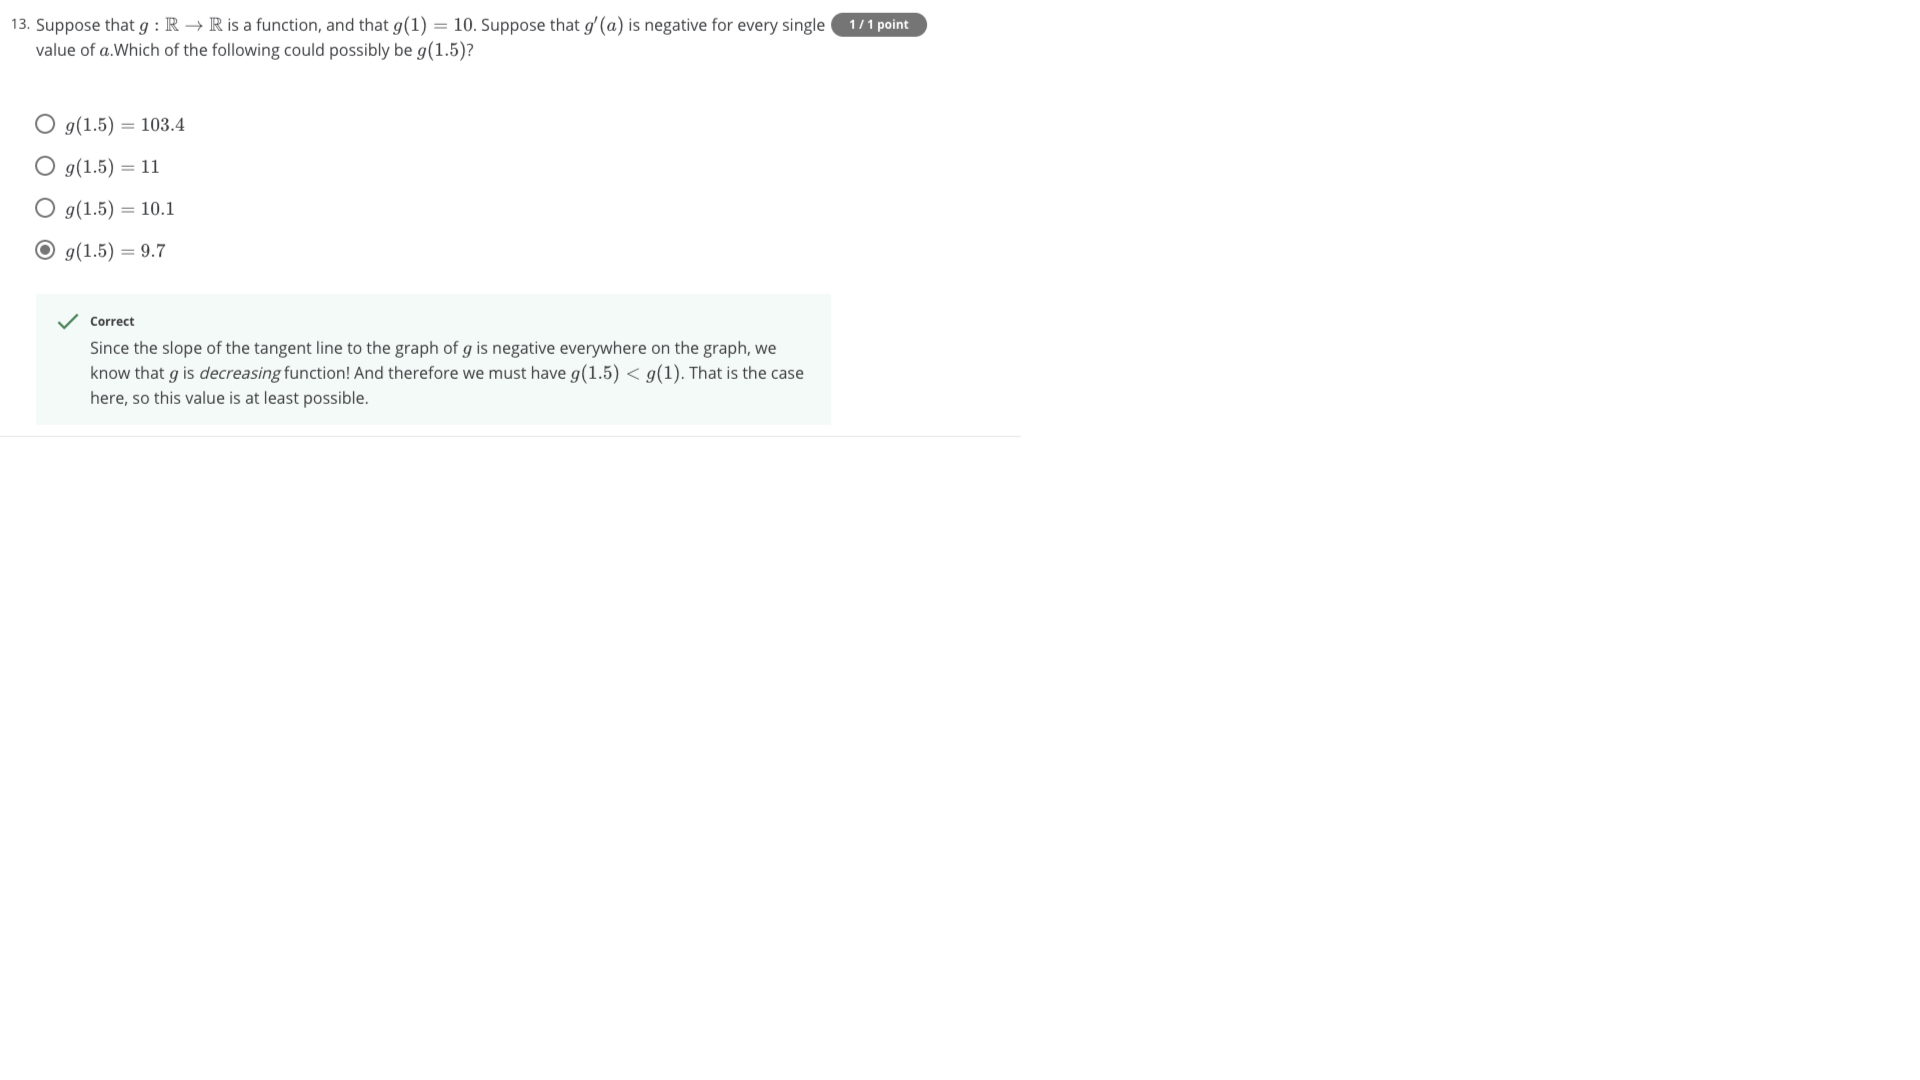 13. Suppose that g : ℝ → ℝ is a function, and that g(1) = 10. Suppose that g′(a) is negative for every single 1 / 1 point
value of a.Which of the following could possibly be g(1.5)?
g(1.5) = 103.4
g(1.5) = 11
g(1.5) = 10.1
g(1.5) = 9.7
Correct
Since the slope of the tangent line to the graph of g is negative everywhere on the graph, we
know that g is decreasing function! And therefore we must have g(1.5) < g(1). That is the case
here, so this value is at least possible.